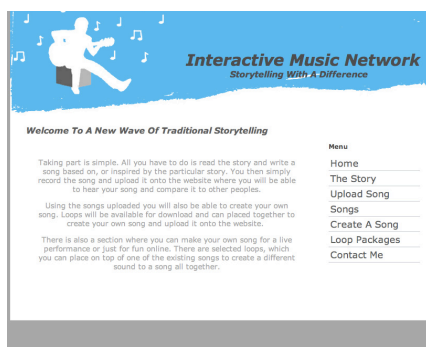 Interactive Music Network
Storytelling With A Difference
Welcome To A New Wave Of Traditional Storytelling
Taking part is simple. All you have to do is read the story and write a
song based on, or inspired by the particular story. You then simply
record the song and upload it onto the website where you will be able
to hear your song and compare it to other peoples.
Using the songs uploaded you will also be able to create your own
song. Loops will be available for download and can placed together to
create your own song and upload it onto the website.
There is also a section where you can make your own song for a live
performance or just for fun online. There are selected loops, which
you can place on top of one of the existing songs to create a different
sound to a song all together.
Menu
Home
The Story
Upload Song
Songs
Create A Song
Loop Packages
Contact Me